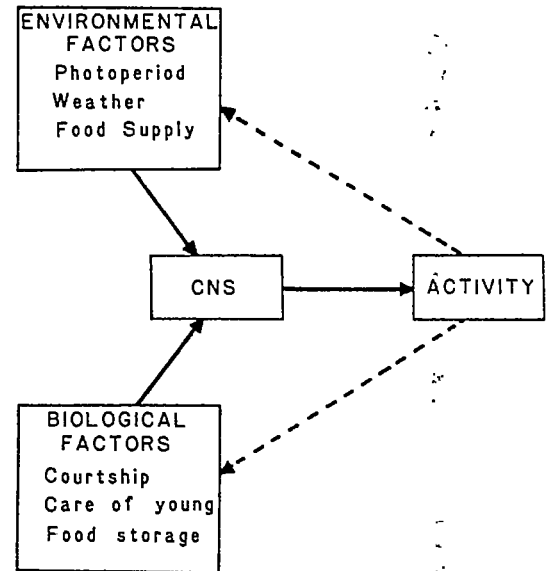 ENVIRONMENTAL
FACTORS
Photoperiod
Weather
Food Supply
CNS
ACTIVITY
BIOLOGICAL
FACTORS
Courtship
Care of young
Food storage